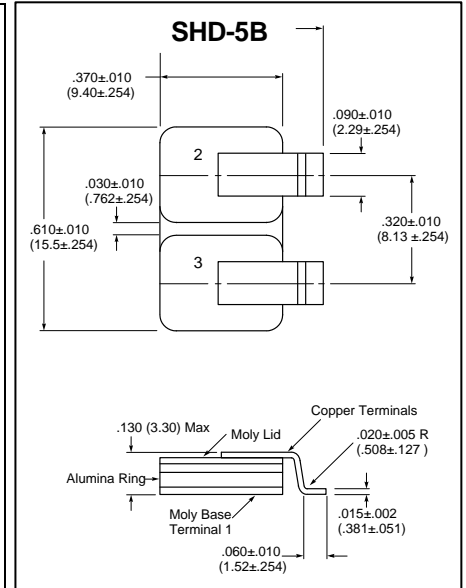 SHD-5B
.370±.010
(9.40±.254)
.090±.010
(2.29±.254)
2
.030±.010
(.762±.254)
.320±.010
(8.13 ±.254)
.610±.010
(15.5±.254)
3
Copper Terminals
.130 (3.30) Max
Moly Lid
.020±.005 R
(.508±.127 )
Alumina Ring
Moly Base
Terminal 1
.015±.002
(.381±.051)
.060±.010
(1.52±.254)